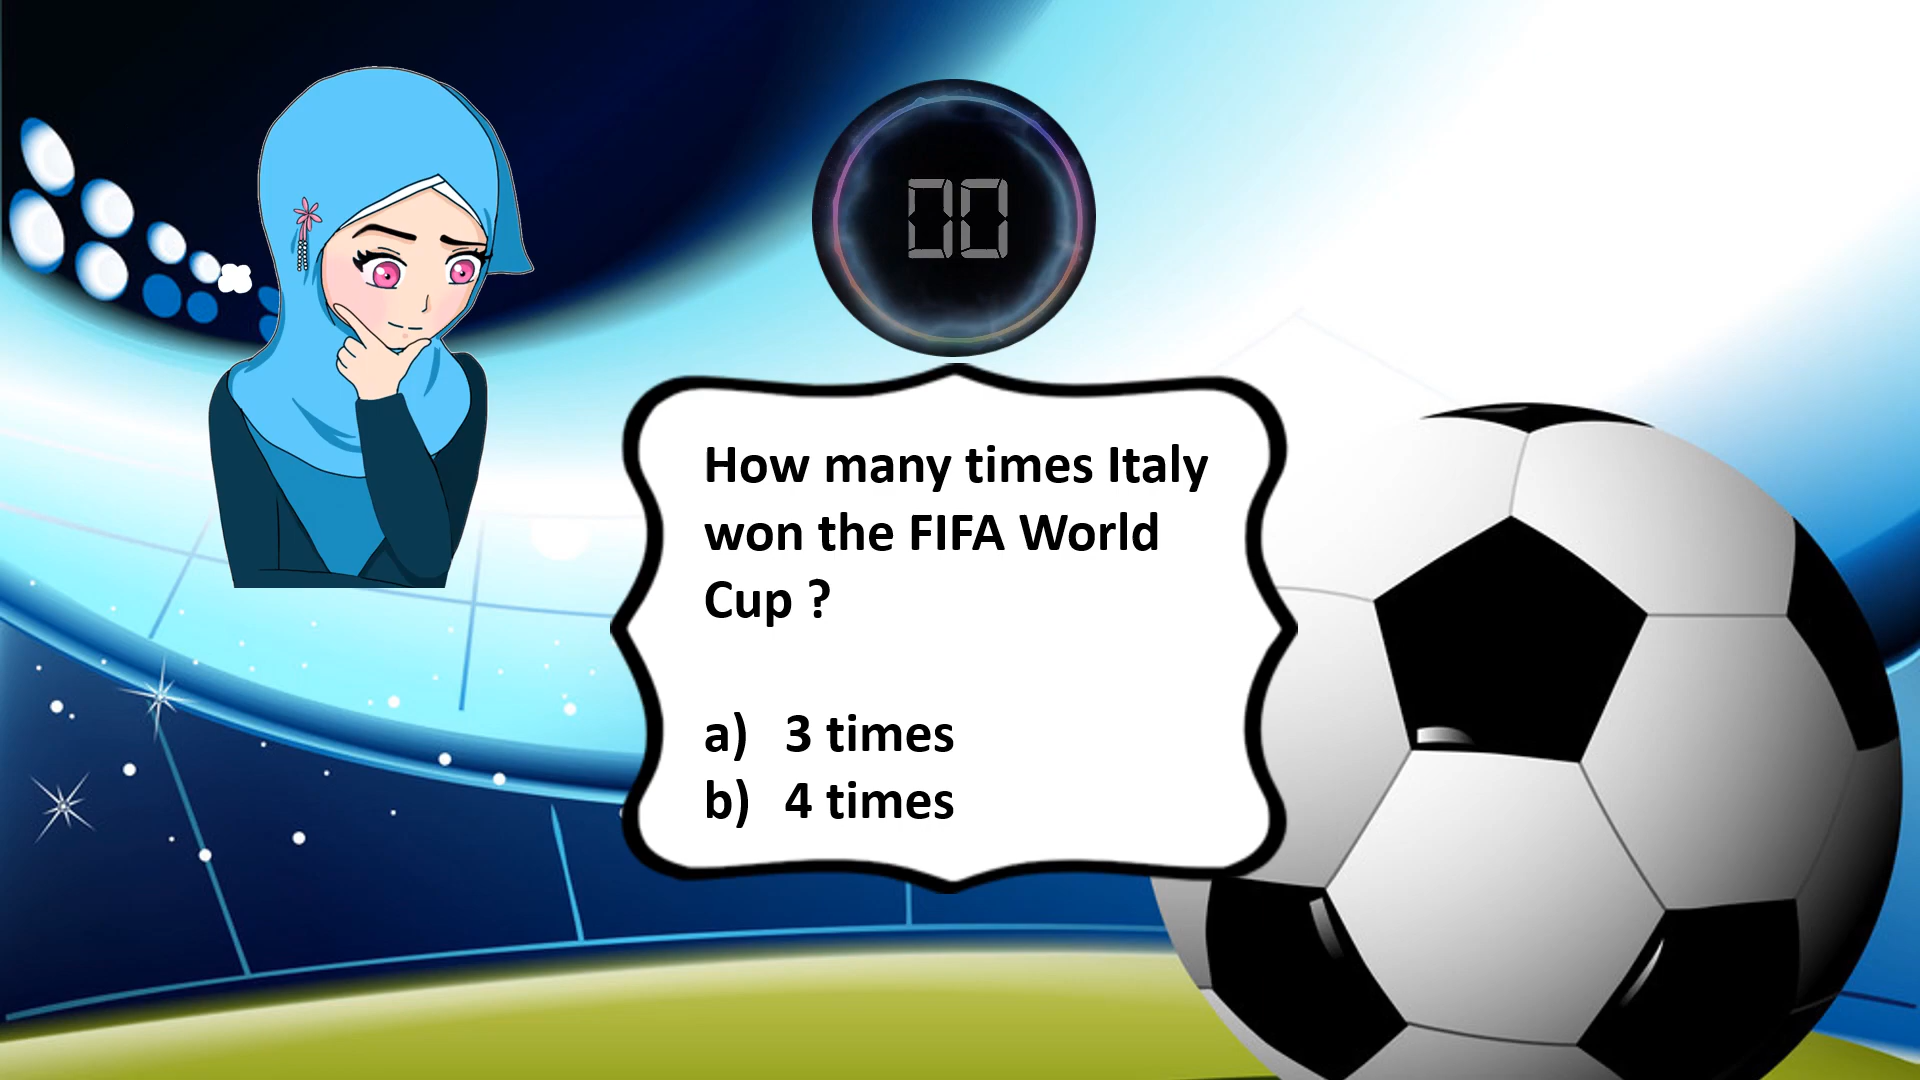 00
How many times Italy
won the FIFA World
Cup ?
a) 3 times
b) 4 times